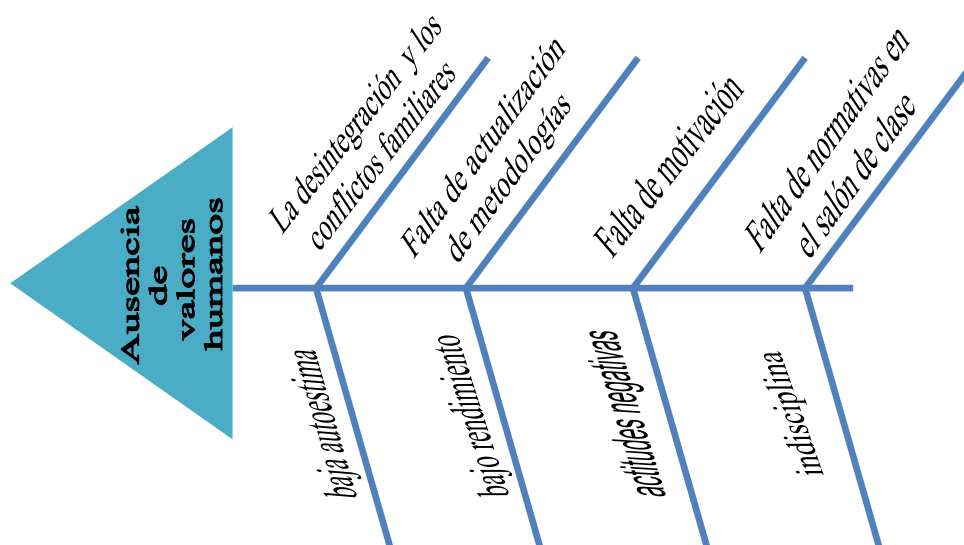 Ausencia
de
valores
humanos
La desintegración y los
conflictos familiares
Falta de actualización
de metodologías
Falta de motivación
Falta de normativas en
el salón de clase
baja autoestima
bajo rendimiento
actitudes negativas
indisciplina